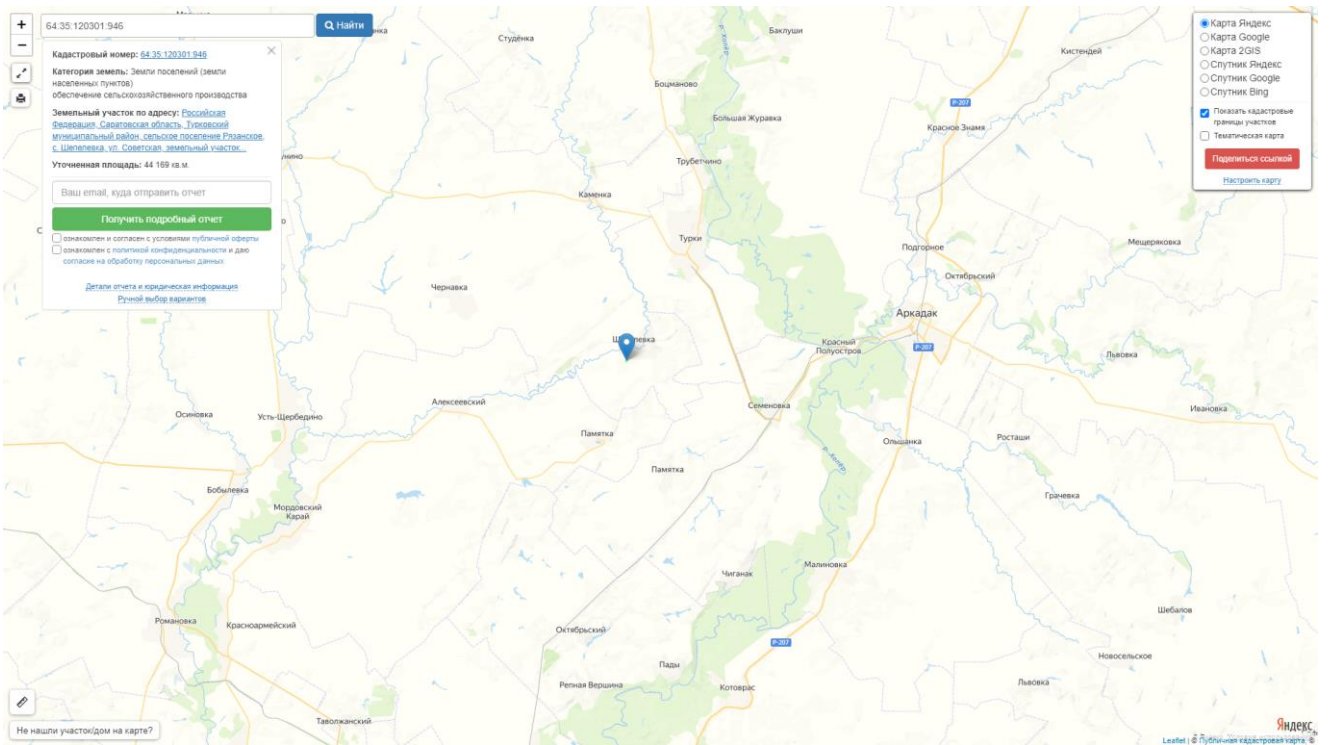 +
64:35:120301:946
Найти
−
Кадастровый номер: 64:35:120301:946
Категория земель: Земли поселений (земли
населенных пунктов)
обеспечение сельскохозяйственного производства
Земельный участок по адресу: Российская
Федерация, Саратовская область, Турковский
муниципальный район, сельское поселение Рязанское,
с. Шепелевка, ул. Советская, земельный участок...
Уточненная площадь: 44 169 кв.м.
Ваш email, куда отправить отчет
Получить подробный отчет
ознакомлен и согласен с условиями публичной оферты
ознакомлен с политикой конфиденциальности и даю
согласие на обработку персональных данных
Детали отчета и юридическая информация
Ручной выбор вариантов
Карта Яндекс
Карта Google
Карта 2GIS
Спутник Яндекс
Спутник Google
Спутник Bing
Показать кадастровые
границы участков
Тематическая карта
Поделиться ссылкой
Настроить карту
Студёнка
Баклуши
р. Хопёр
Кистендей
Боцманово
Р-207
Большая Журавка
Красное Знамя
Трубетчино
Каменка
Турки
Подгорное
Мещеряковка
Октябрьский
Чернавка
Аркадак
Красный
Полуостров
Р-207
Львовка
Алексеевский
Семеновка
Ивановка
Осиновка
Усть-Щербедино
Памятка
Ольшанка
Росташи
р. Хопёр
Памятка
Бобылевка
Грачевка
Мордовский
Карай
Малиновка
Чиганак
Шебалов
Романовка
Красноармейский
Октябрьский
Р-207
Новосельское
Пады
Львовка
Репная Вершина
Котоврас
Таволжанский
Не нашли участок/дом на карте?
Яндекс
Leaflet | © Публичная кадастровая карта, ©